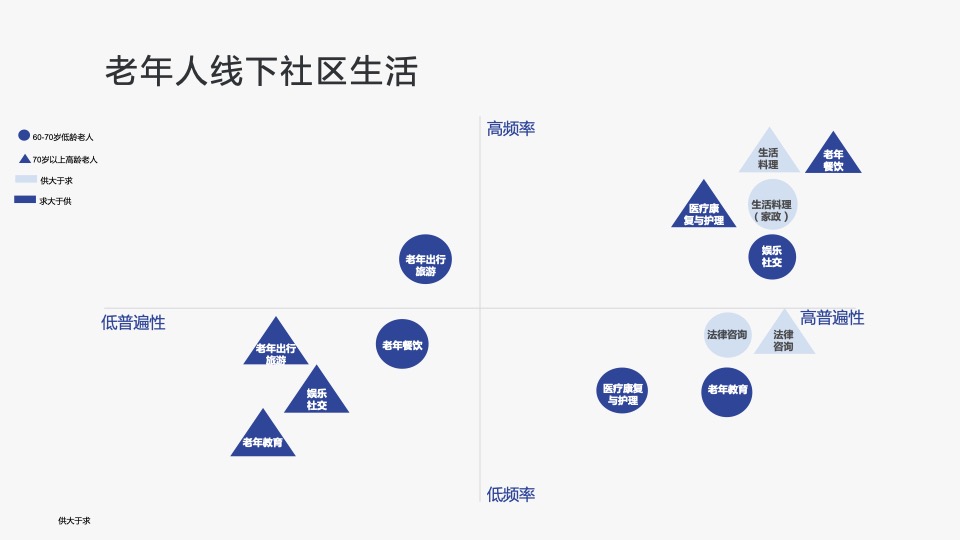 老年人线下社区生活
60-70岁低龄老人
70岁以上高龄老人
供大于求
求大于供
高频率
生活
料理
老年
餐饮
医疗康
复与护理
生活料理
（家政）
娱乐
社交
老年出行
旅游
低普遍性
高普遍性
老年出行
旅游
老年餐饮
法律咨询
法律
咨询
娱乐
社交
医疗康复
与护理
老年教育
老年教育
低频率
供大于求